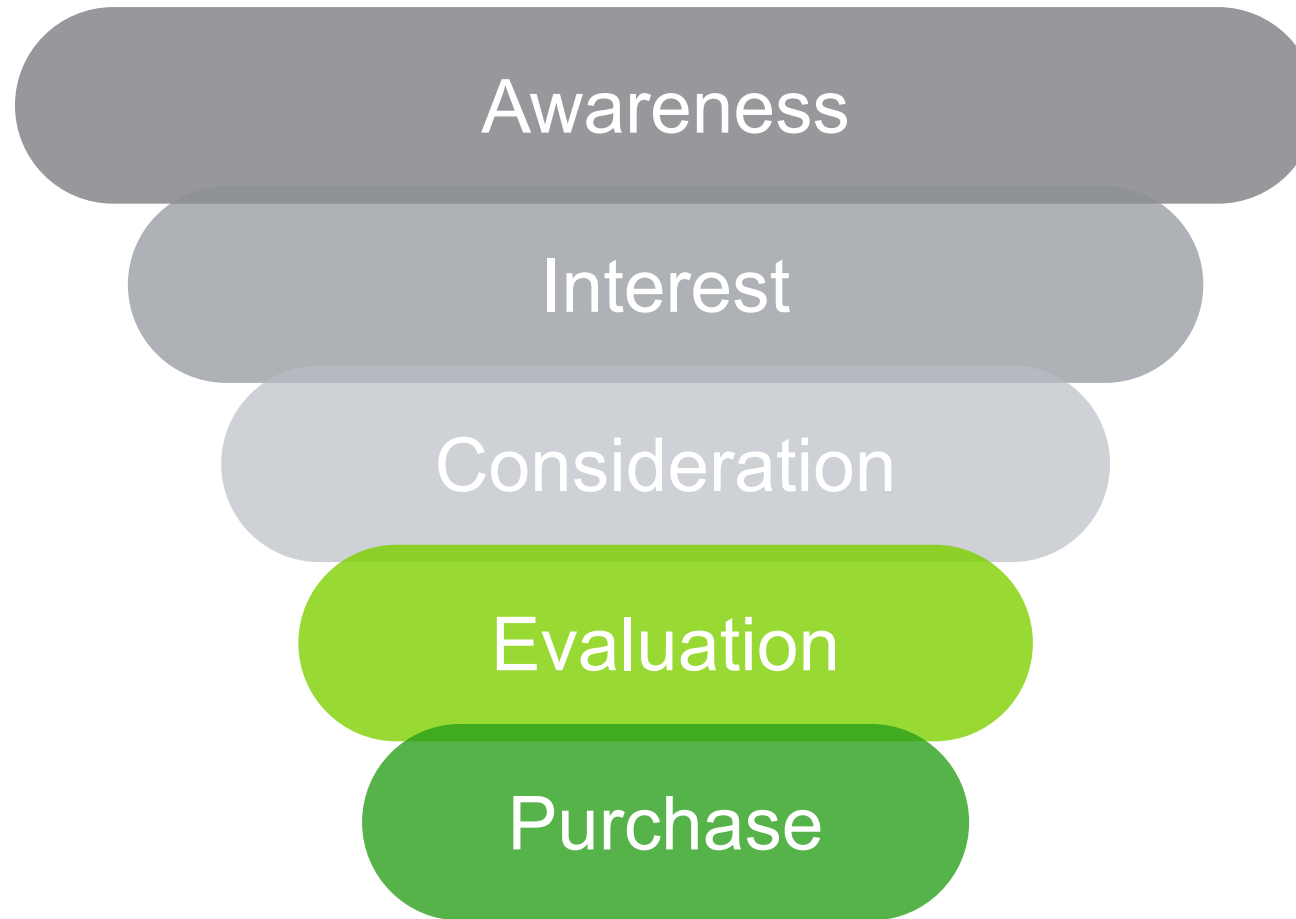 Awareness
Interest
Consideration
Evaluation
Purchase